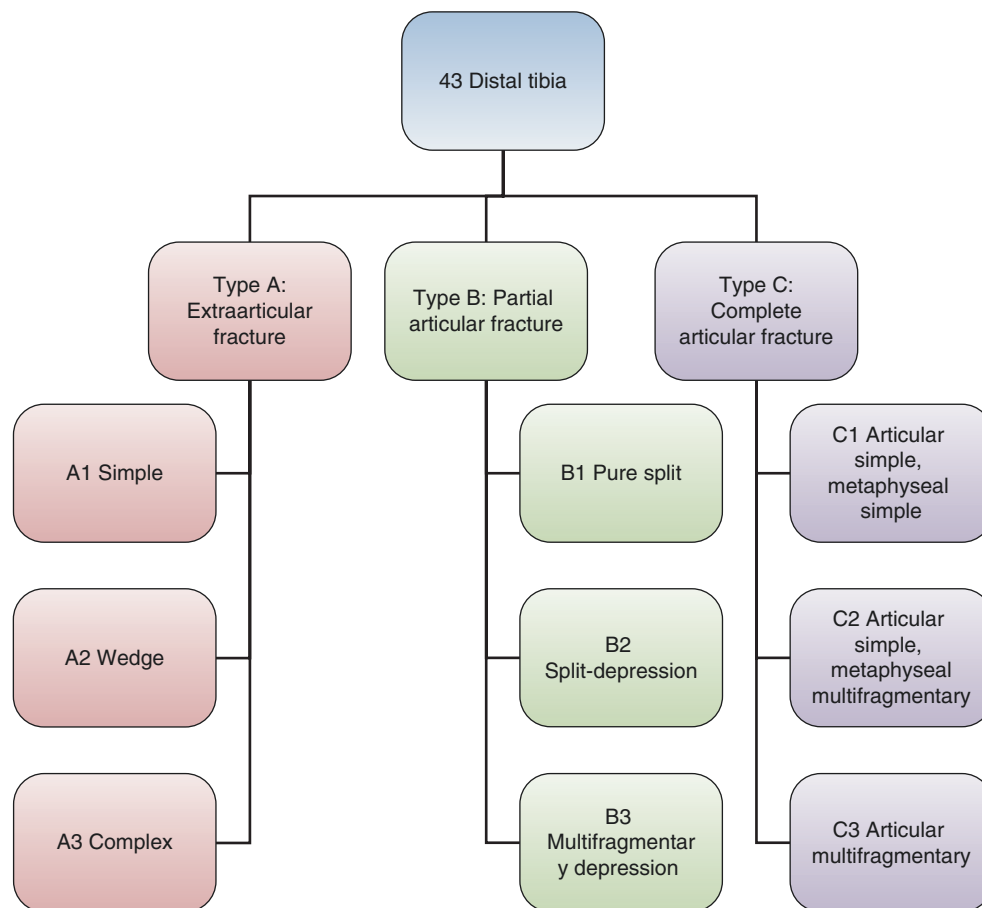 43 Distal tibia
Type A:
Extraarticular
fracture
Type B: Partial
articular fracture
Type C:
Complete
articular fracture
A1 Simple
B1 Pure split
C1 Articular
simple,
metaphyseal
simple
A2 Wedge
B2
Split-depression
C2 Articular
simple,
metaphyseal
multifragmentary
A3 Complex
B3
Multifragmentar
y depression
C3 Articular
multifragmentary